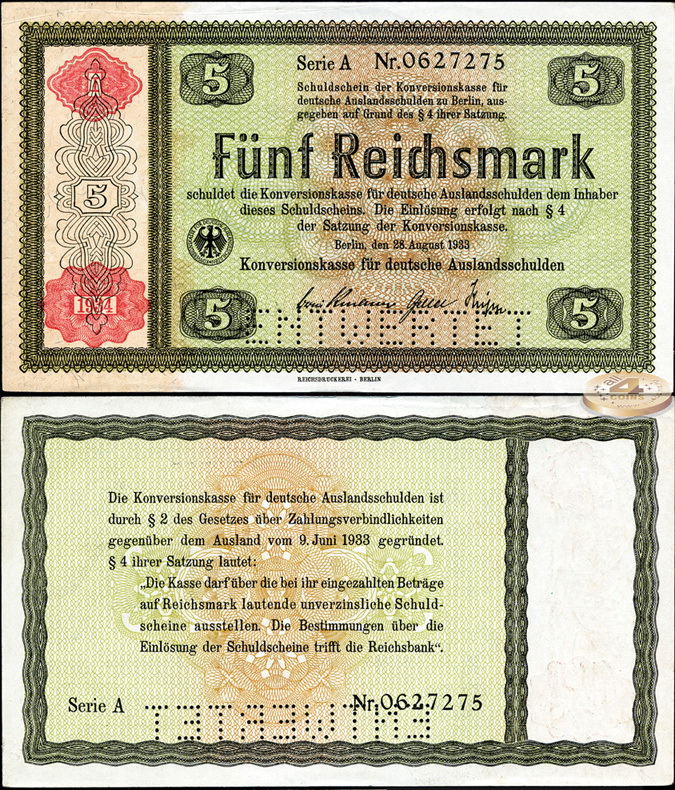 5 Serie A Nr.0627275 5
Schuldschein der Konversionskasse für
deutsche Auslandsschulden zu Berlin, aus-
gegeben auf Grund des § 4 ihrer Satzung.
Fünf Reichsmark
schuldet die Konversionskasse für deutsche Auslandsschulden dem Inhaber
dieses Schuldscheins. Die Einlösung erfolgt nach § 4
der Satzung der Konversionskasse.
Berlin, den 28. August 1933
Konversionskasse für deutsche Auslandsschulden
5
1934
5 ENTWERTET 5
REICHSDRUCKEREI - BERLIN
4
COINS
Die Konversionskasse für deutsche Auslandsschulden ist
durch § 2 des Gesetzes über Zahlungsverbindlichkeiten
gegenüber dem Ausland vom 9. Juni 1933 gegründet.
§ 4 ihrer Satzung lautet:
„Die Kasse darf über die bei ihr eingezahlten Beträge
auf Reichsmark lautende unverzinsliche Schuld-
scheine ausstellen. Die Bestimmungen über die
Einlösung der Schuldscheine trifft die Reichsbank“.
Serie A Nr.0627275
ENTWERTET